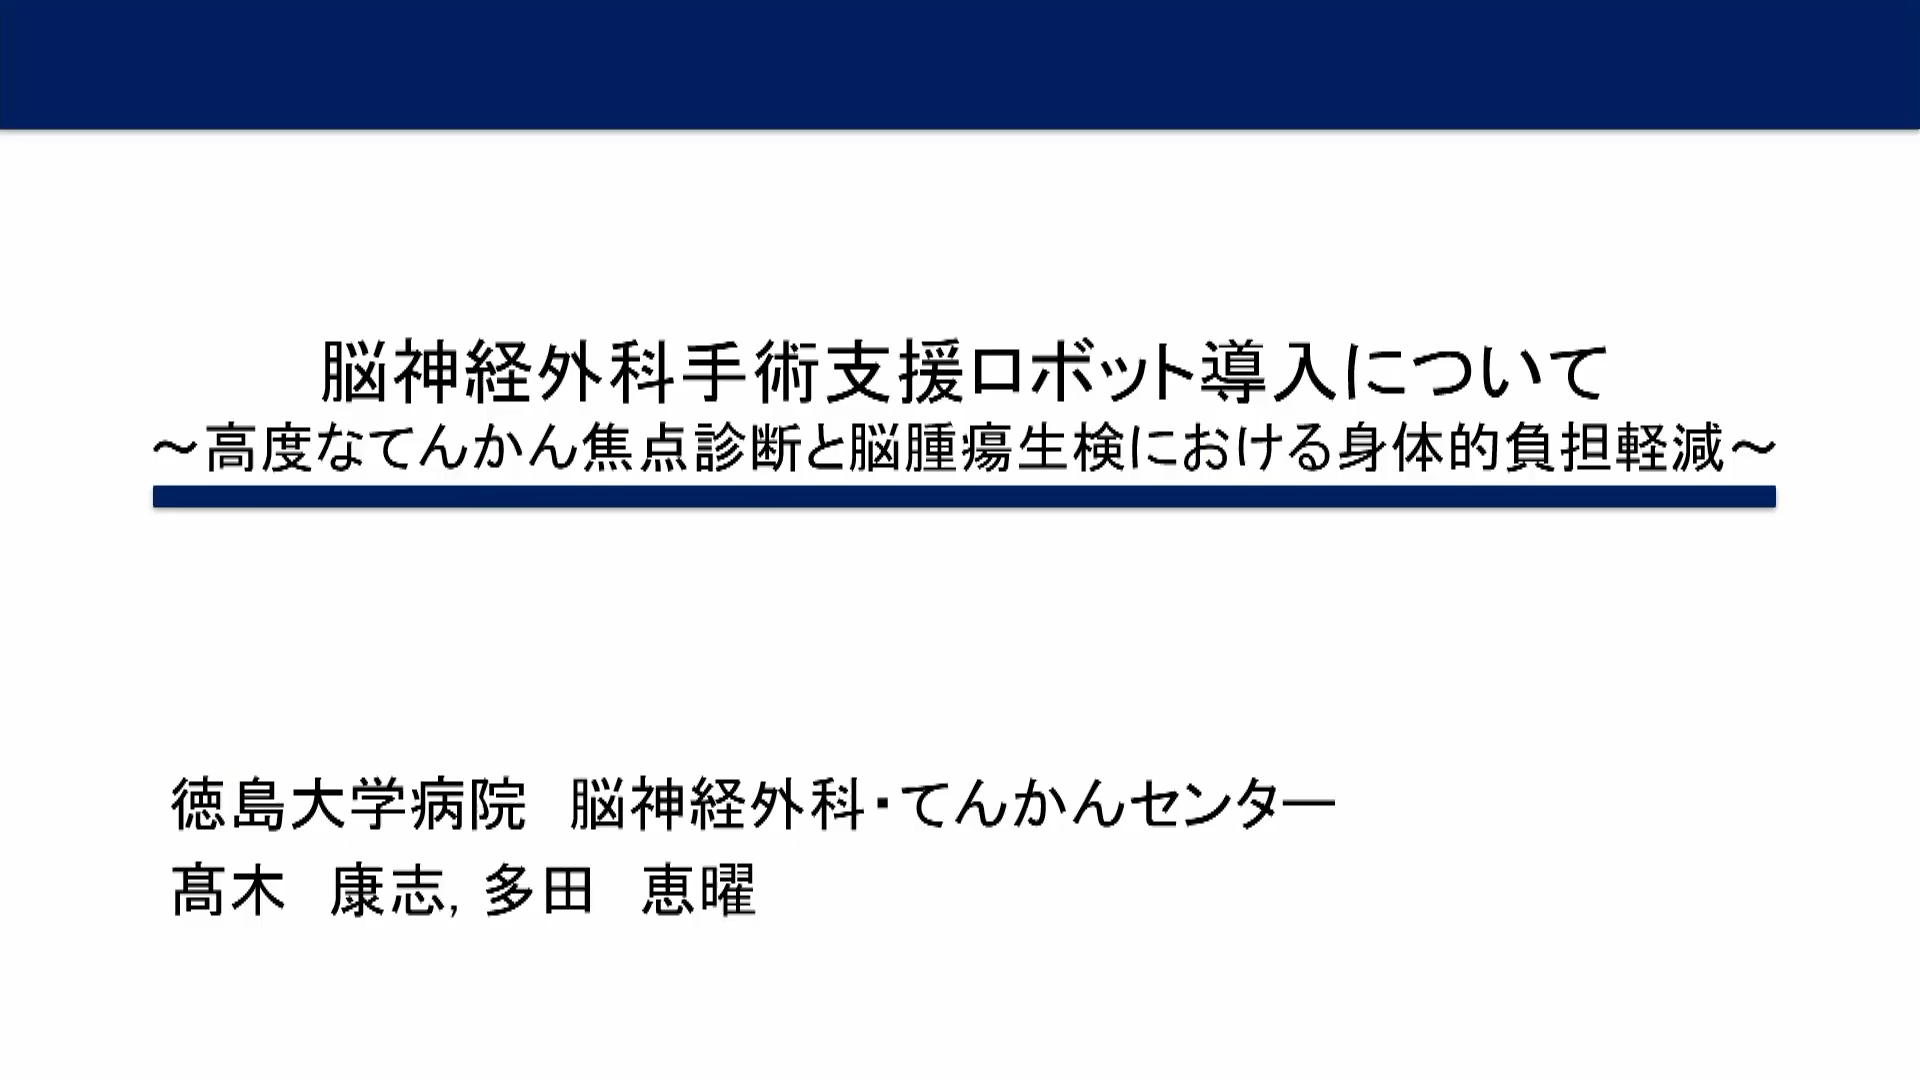 脳神経外科手術支援ロボット導入について
～高度なてんかん焦点診断と脳腫瘍生検における身体的負担軽減～
徳島大学病院　脳神経外科・てんかんセンター
髙木　康志, 多田　恵曜